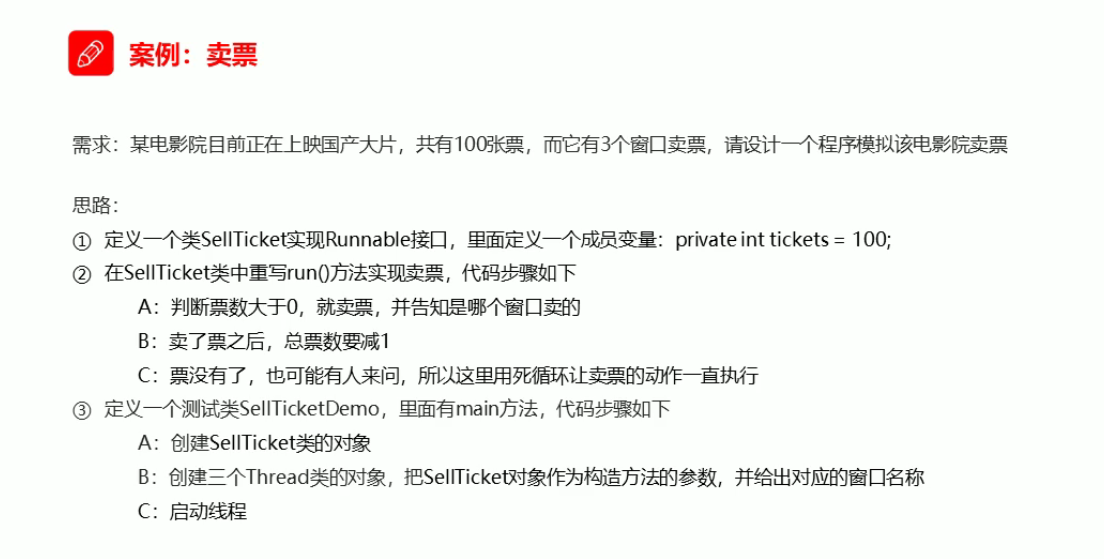 案例：卖票
需求：某电影院目前正在上映国产大片，共有100张票，而它有3个窗口卖票，请设计一个程序模拟该电影院卖票
思路：
① 定义一个类SellTicket实现Runnable接口，里面定义一个成员变量：private int tickets = 100;
② 在SellTicket类中重写run()方法实现卖票，代码步骤如下
A：判断票数大于0，就卖票，并告知是哪个窗口卖的
B：卖了票之后，总票数要减1
C：票没有了，也可能有人来问，所以这里用死循环让卖票的动作一直执行
③ 定义一个测试类SellTicketDemo，里面有main方法，代码步骤如下
A：创建SellTicket类的对象
B：创建三个Thread类的对象，把SellTicket对象作为构造方法的参数，并给出对应的窗口名称
C：启动线程